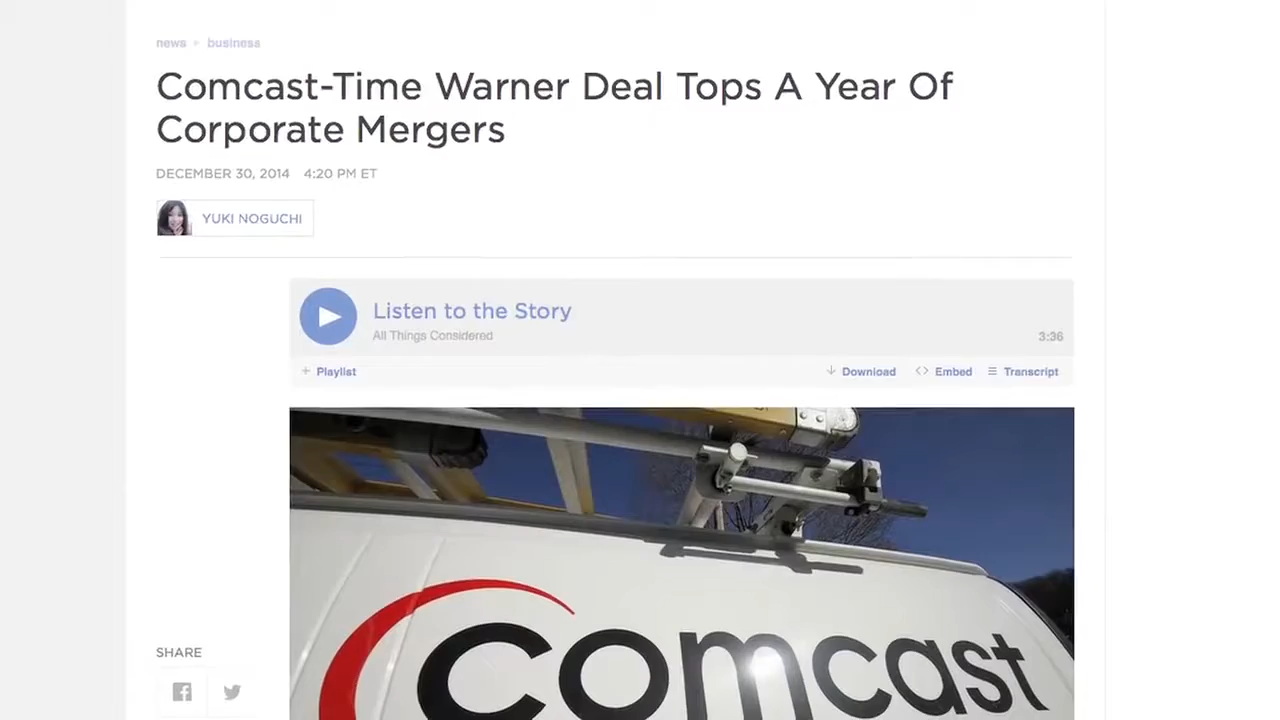 news business
Comcast-Time Warner Deal Tops A Year Of
Corporate Mergers
DECEMBER 30, 2014 4:20 PM ET
YUKI NOGUCHI
Listen to the Story
All Things Considered
3:36
+ Playlist
Download <> Embed Transcript
comcast
SHARE